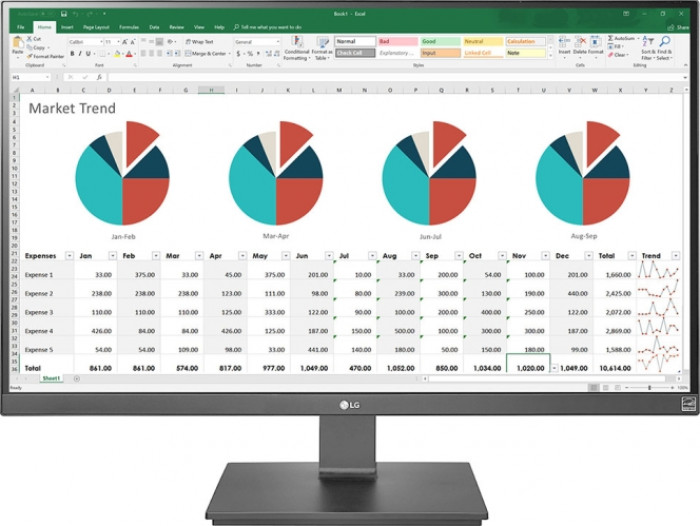 Book1 - Excel
File Home Insert Page Layout Formulas Data Review View Help Tell me what you want to do Share
Cut
Copy
Format Painter
Paste
Calibri
Wrap Text
Merge & Center
General
Conditional Formatting
Format as Table
Normal Bad Good Neutral Calculation
Check Cell Explanatory ... Input Linked Cell Note
Insert Delete Format
AutoSum
Fill
Clear
Sort & Filter
Find & Select
Clipboard Font Alignment Number Styles Cells Editing
A B C D E F G H I J K L M N O P Q R S T U V W X Y Z
Market Trend
Jan-Feb Mar-Apr Jun-Jul Aug-Sep
Expenses Jan Feb Mar Apr May Jun Jul Aug Sep Oct Nov Dec Total Trend
Expense 1 33.00 375.00 33.00 45.00 375.00 201.00 10.00 33.00 200.00 54.00 100.00 201.00 1,660.00
Expense 2 238.00 238.00 238.00 123.00 111.00 98.00 80.00 239.00 300.00 130.00 190.00 440.00 2,425.00
Expense 3 110.00 110.00 110.00 125.00 333.00 122.00 90.00 100.00 200.00 400.00 250.00 122.00 2,072.00
Expense 4 426.00 84.00 84.00 426.00 125.00 187.00 150.00 500.00 100.00 300.00 300.00 187.00 2,869.00
Expense 5 54.00 54.00 109.00 98.00 33.00 441.00 140.00 180.00 50.00 150.00 180.00 99.00 1,588.00
Total 861.00 861.00 574.00 817.00 977.00 1,049.00 470.00 1,052.00 850.00 1,034.00 1,020.00 1,049.00 10,614.00
Sheet1
Ready
LG